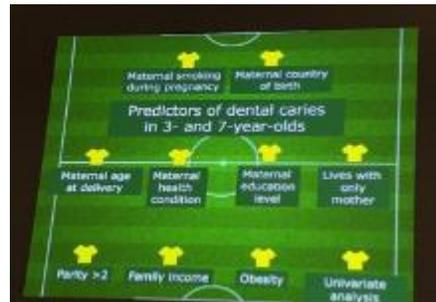 Maternal smoking
during pregnancy
Maternal country
of birth
Predictors of dental caries
in 3- and 7-year-olds
Maternal age
at delivery
Maternal
health
condition
Maternal
education
level
Lives with
only
mother
Parity >2
Family income
Obesity
Univariate
analysis